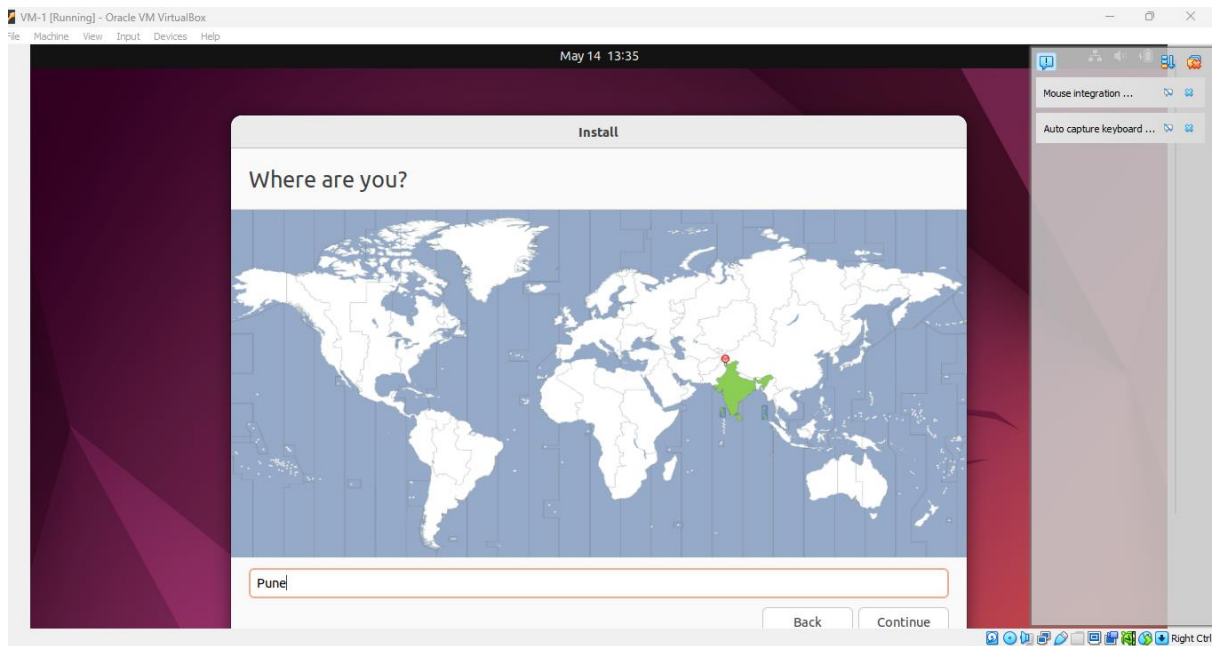 VM-1 [Running] - Oracle VM VirtualBox
File Machine View Input Devices Help
May 14 13:35
Mouse integration ...
Auto capture keyboard ...
Install
Where are you?
Pune
Back Continue
Right Ctrl